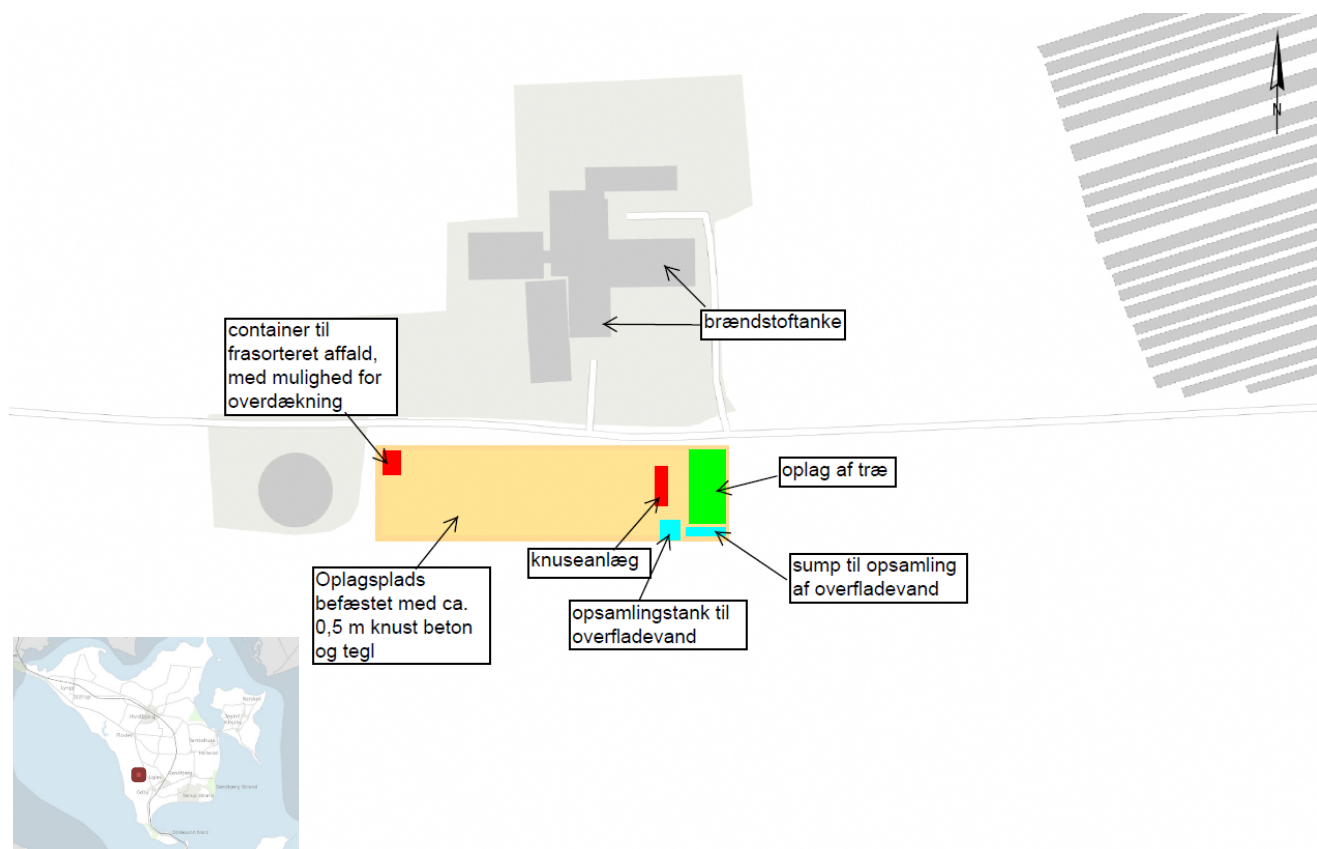 N
brændstoftanke
container til
frasorteret affald,
med mulighed for
overdækning
oplag af træ
knuseanlæg
sump til opsamling
af overfladevand
Oplagsplads
befæstet med ca.
0,5 m knust beton
og tegl
opsamlingstank til
overfladevand
Hvidbjerg